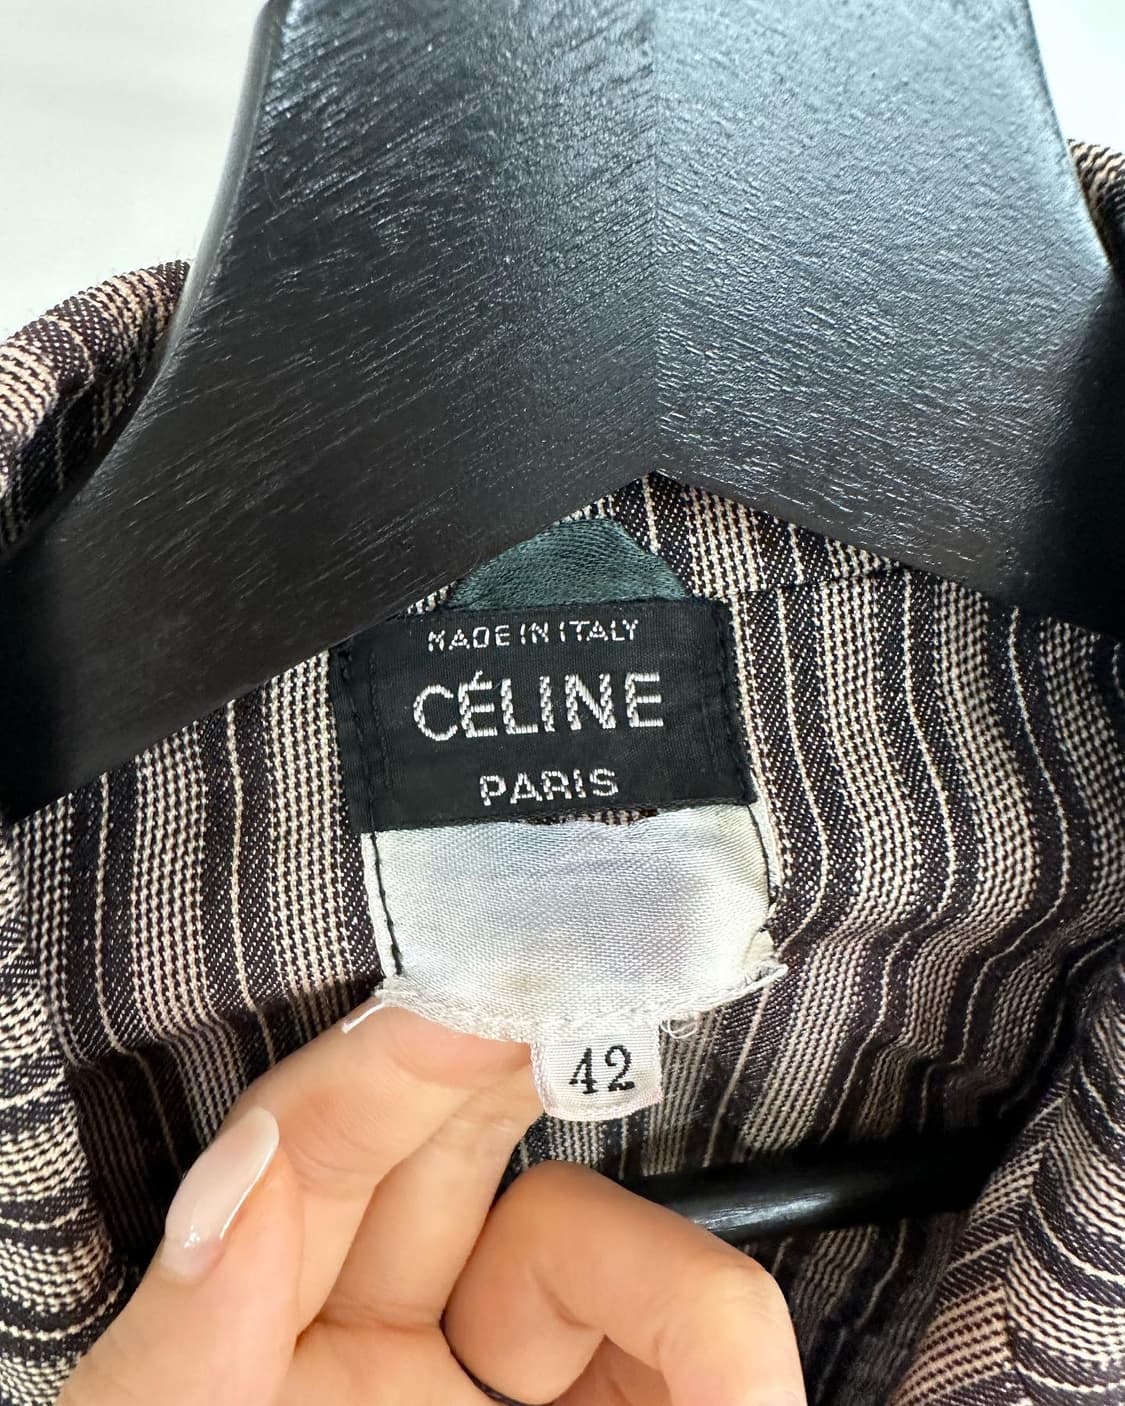 MADE IN ITALY
CÉLINE
PARIS
42